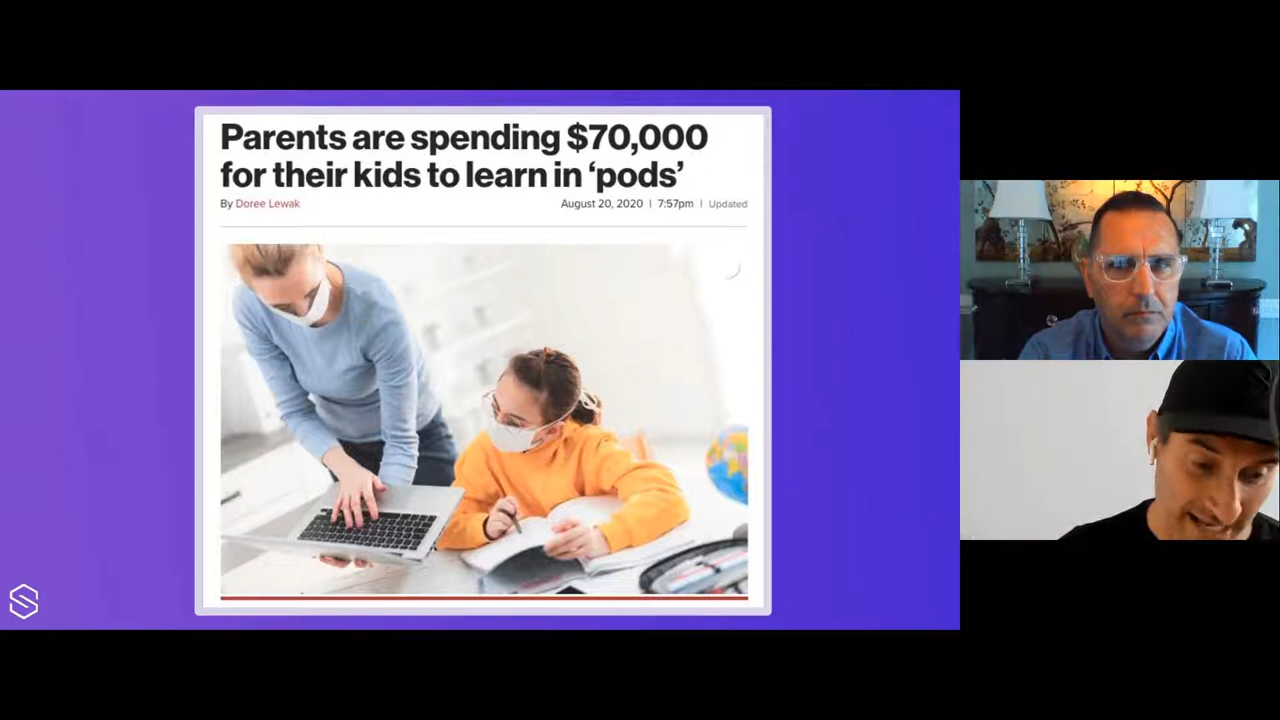 Parents are spending $70,000
for their kids to learn in ‘pods’
By Doree Lewak August 20, 2020 | 7:57pm | Updated